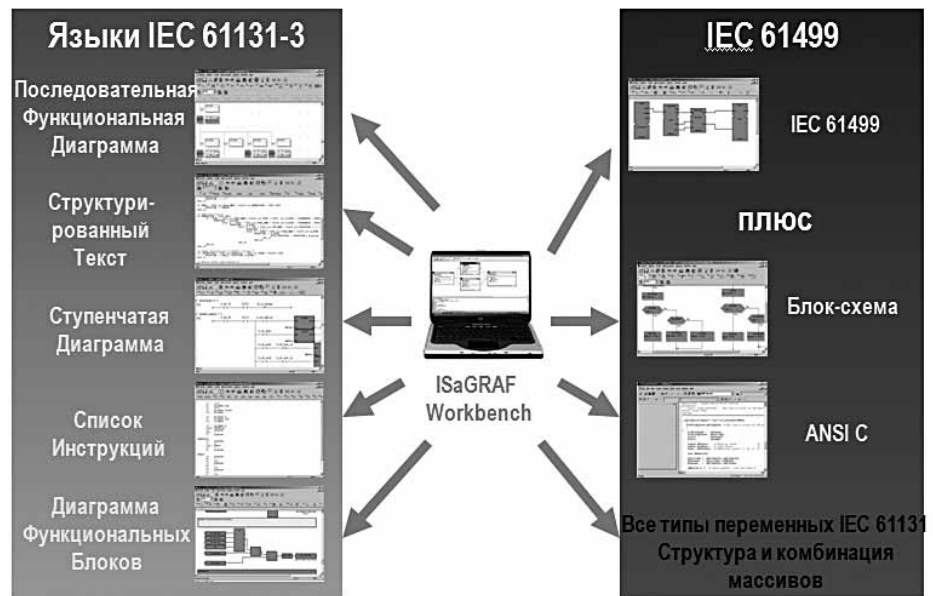 Языки IEC 61131-3
Последовательная
Функциональная
Диаграмма
Структури-
рованный
Текст
Ступенчатая
Диаграмма
Список
Инструкций
Диаграмма
Функциональных
Блоков
ISaGRAF
Workbench
IEC 61499
IEC 61499
плюс
Блок-схема
ANSI C
Все типы переменных IEC 61131
Структура и комбинация
массивов